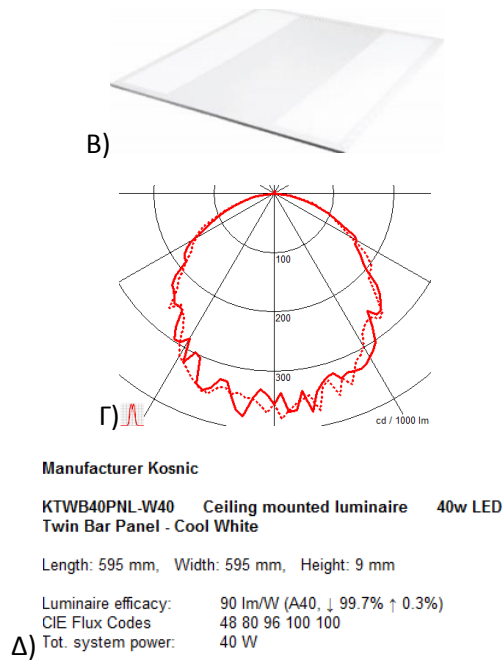 Β)
100
200
300
cd / 1000 lm
Γ)
Manufacturer Kosnic
KTWB40PNL-W40 Ceiling mounted luminaire 40w LED
Twin Bar Panel - Cool White
Length: 595 mm, Width: 595 mm, Height: 9 mm
Luminaire efficacy: 90 lm/W (A40, ↓ 99.7% ↑ 0.3%)
CIE Flux Codes 48 80 96 100 100
Δ) Tot. system power: 40 W